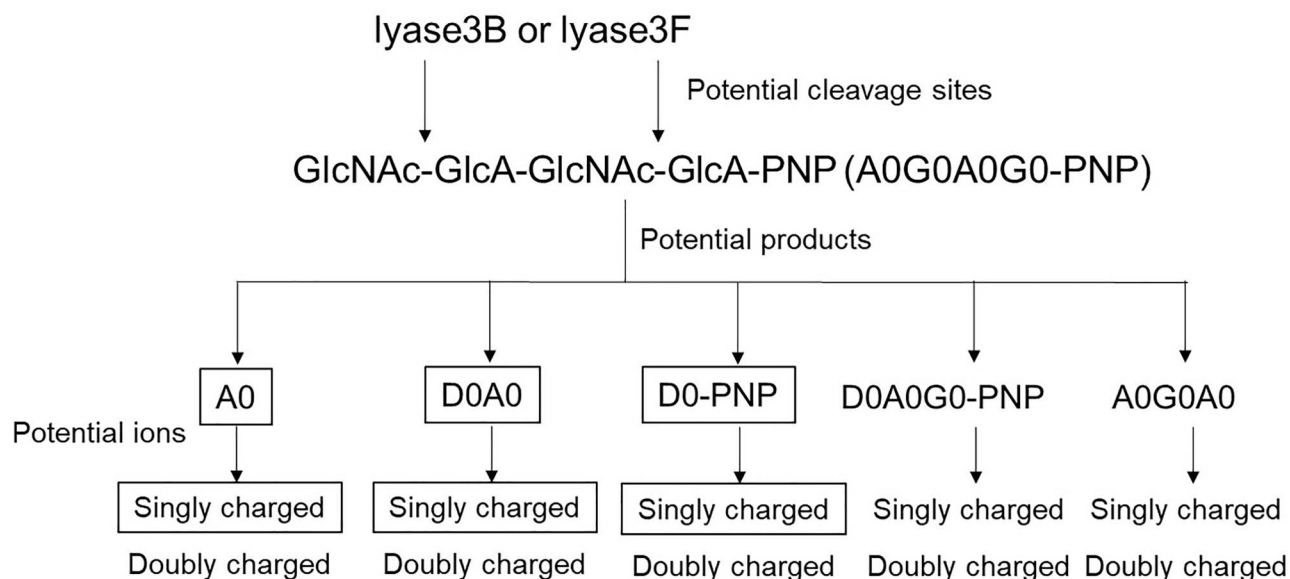 lyase3B or lyase3F
Potential cleavage sites
GlcNAc-GlcA-GlcNAc-GlcA-PNP (A0G0A0G0-PNP)
Potential products
A0
D0A0
D0-PNP
D0A0G0-PNP
A0G0A0
Potential ions
Singly charged
Singly charged
Singly charged
Singly charged
Singly charged
Doubly charged
Doubly charged
Doubly charged
Doubly charged
Doubly charged